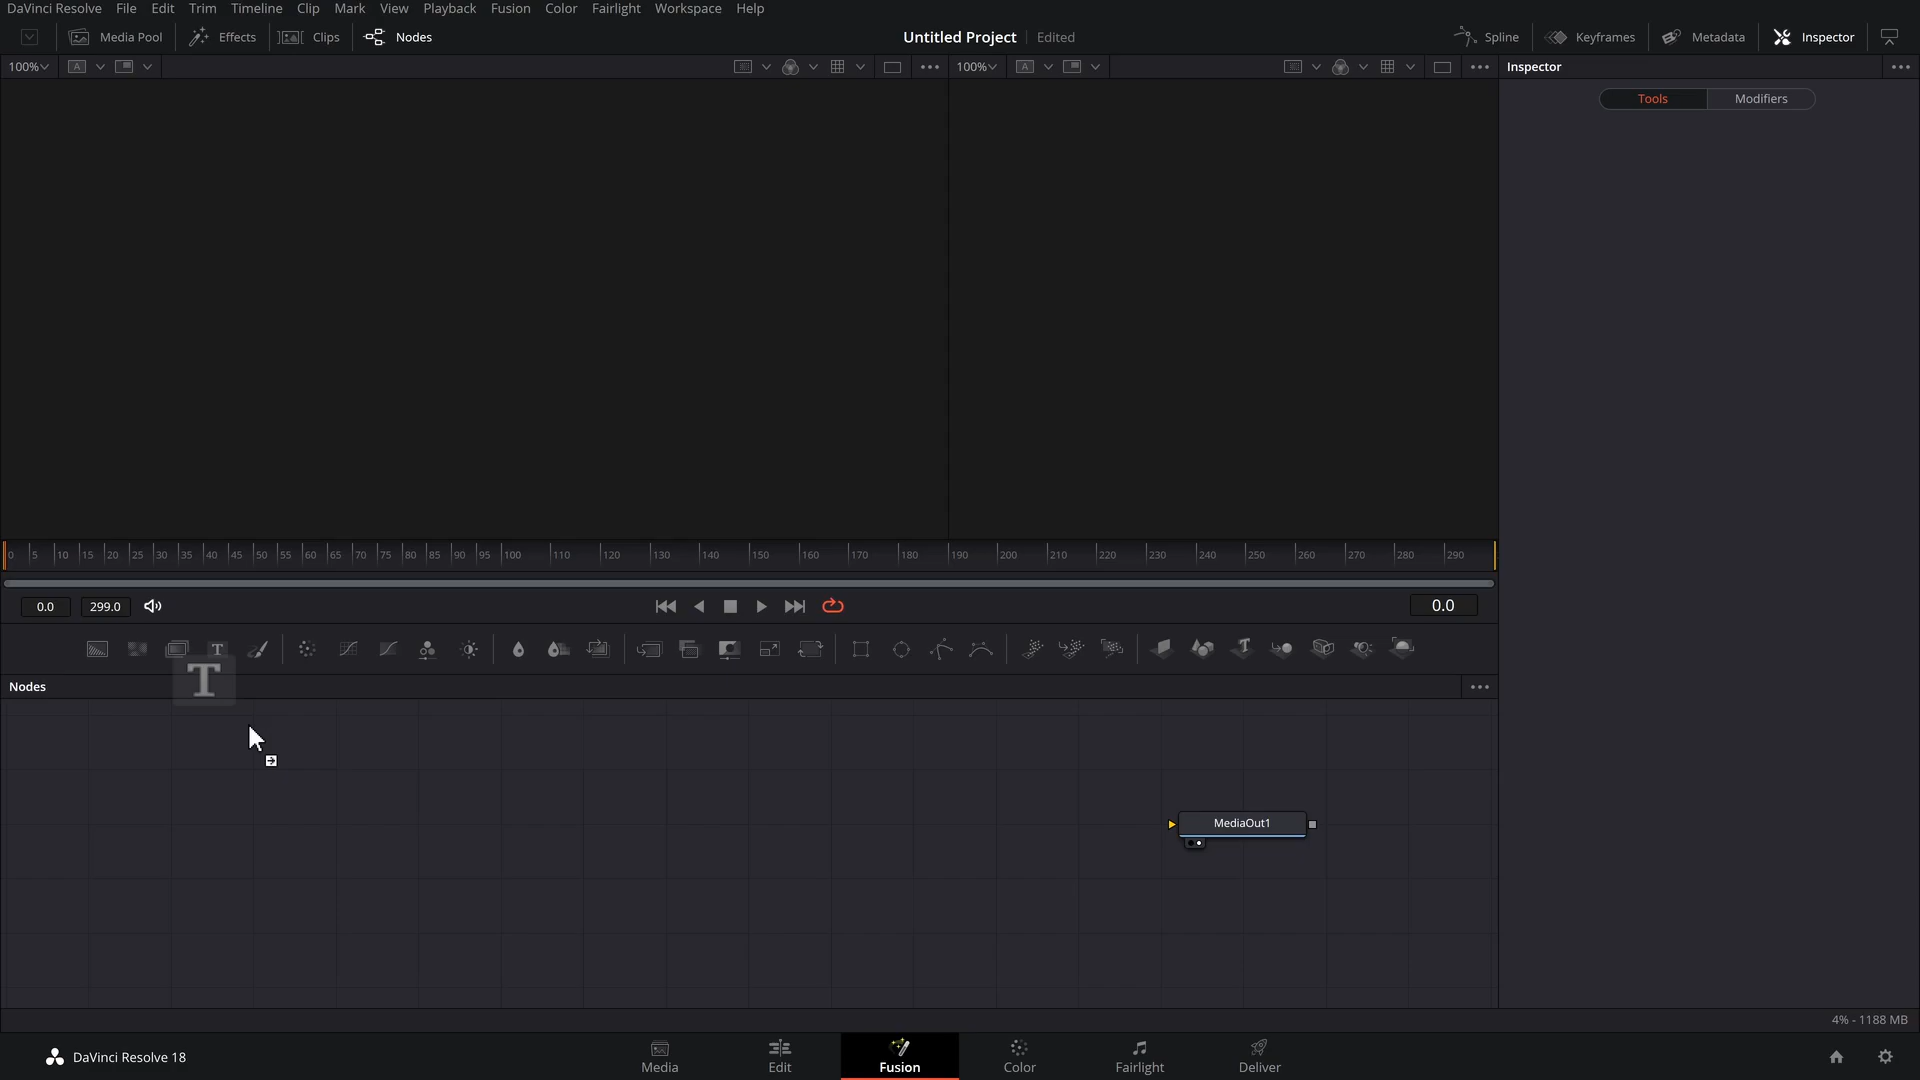 DaVinci Resolve File Edit Trim Timeline Clip Mark View Playback Fusion Color Fairlight Workspace Help
Media Pool Effects Clips Nodes Untitled Project Edited Spline Keyframes Metadata Inspector
100% A 100% A Inspector
Tools Modifiers
0 5 10 15 20 25 30 35 40 45 50 55 60 65 70 75 80 85 90 95 100 110 120 130 140 150 160 170 180 190 200 210 220 230 240 250 260 270 280 290
0.0 299.0 0.0
T T
Nodes
T
MediaOut1
4% - 1188 MB
DaVinci Resolve 18
Media Edit Fusion Color Fairlight Deliver